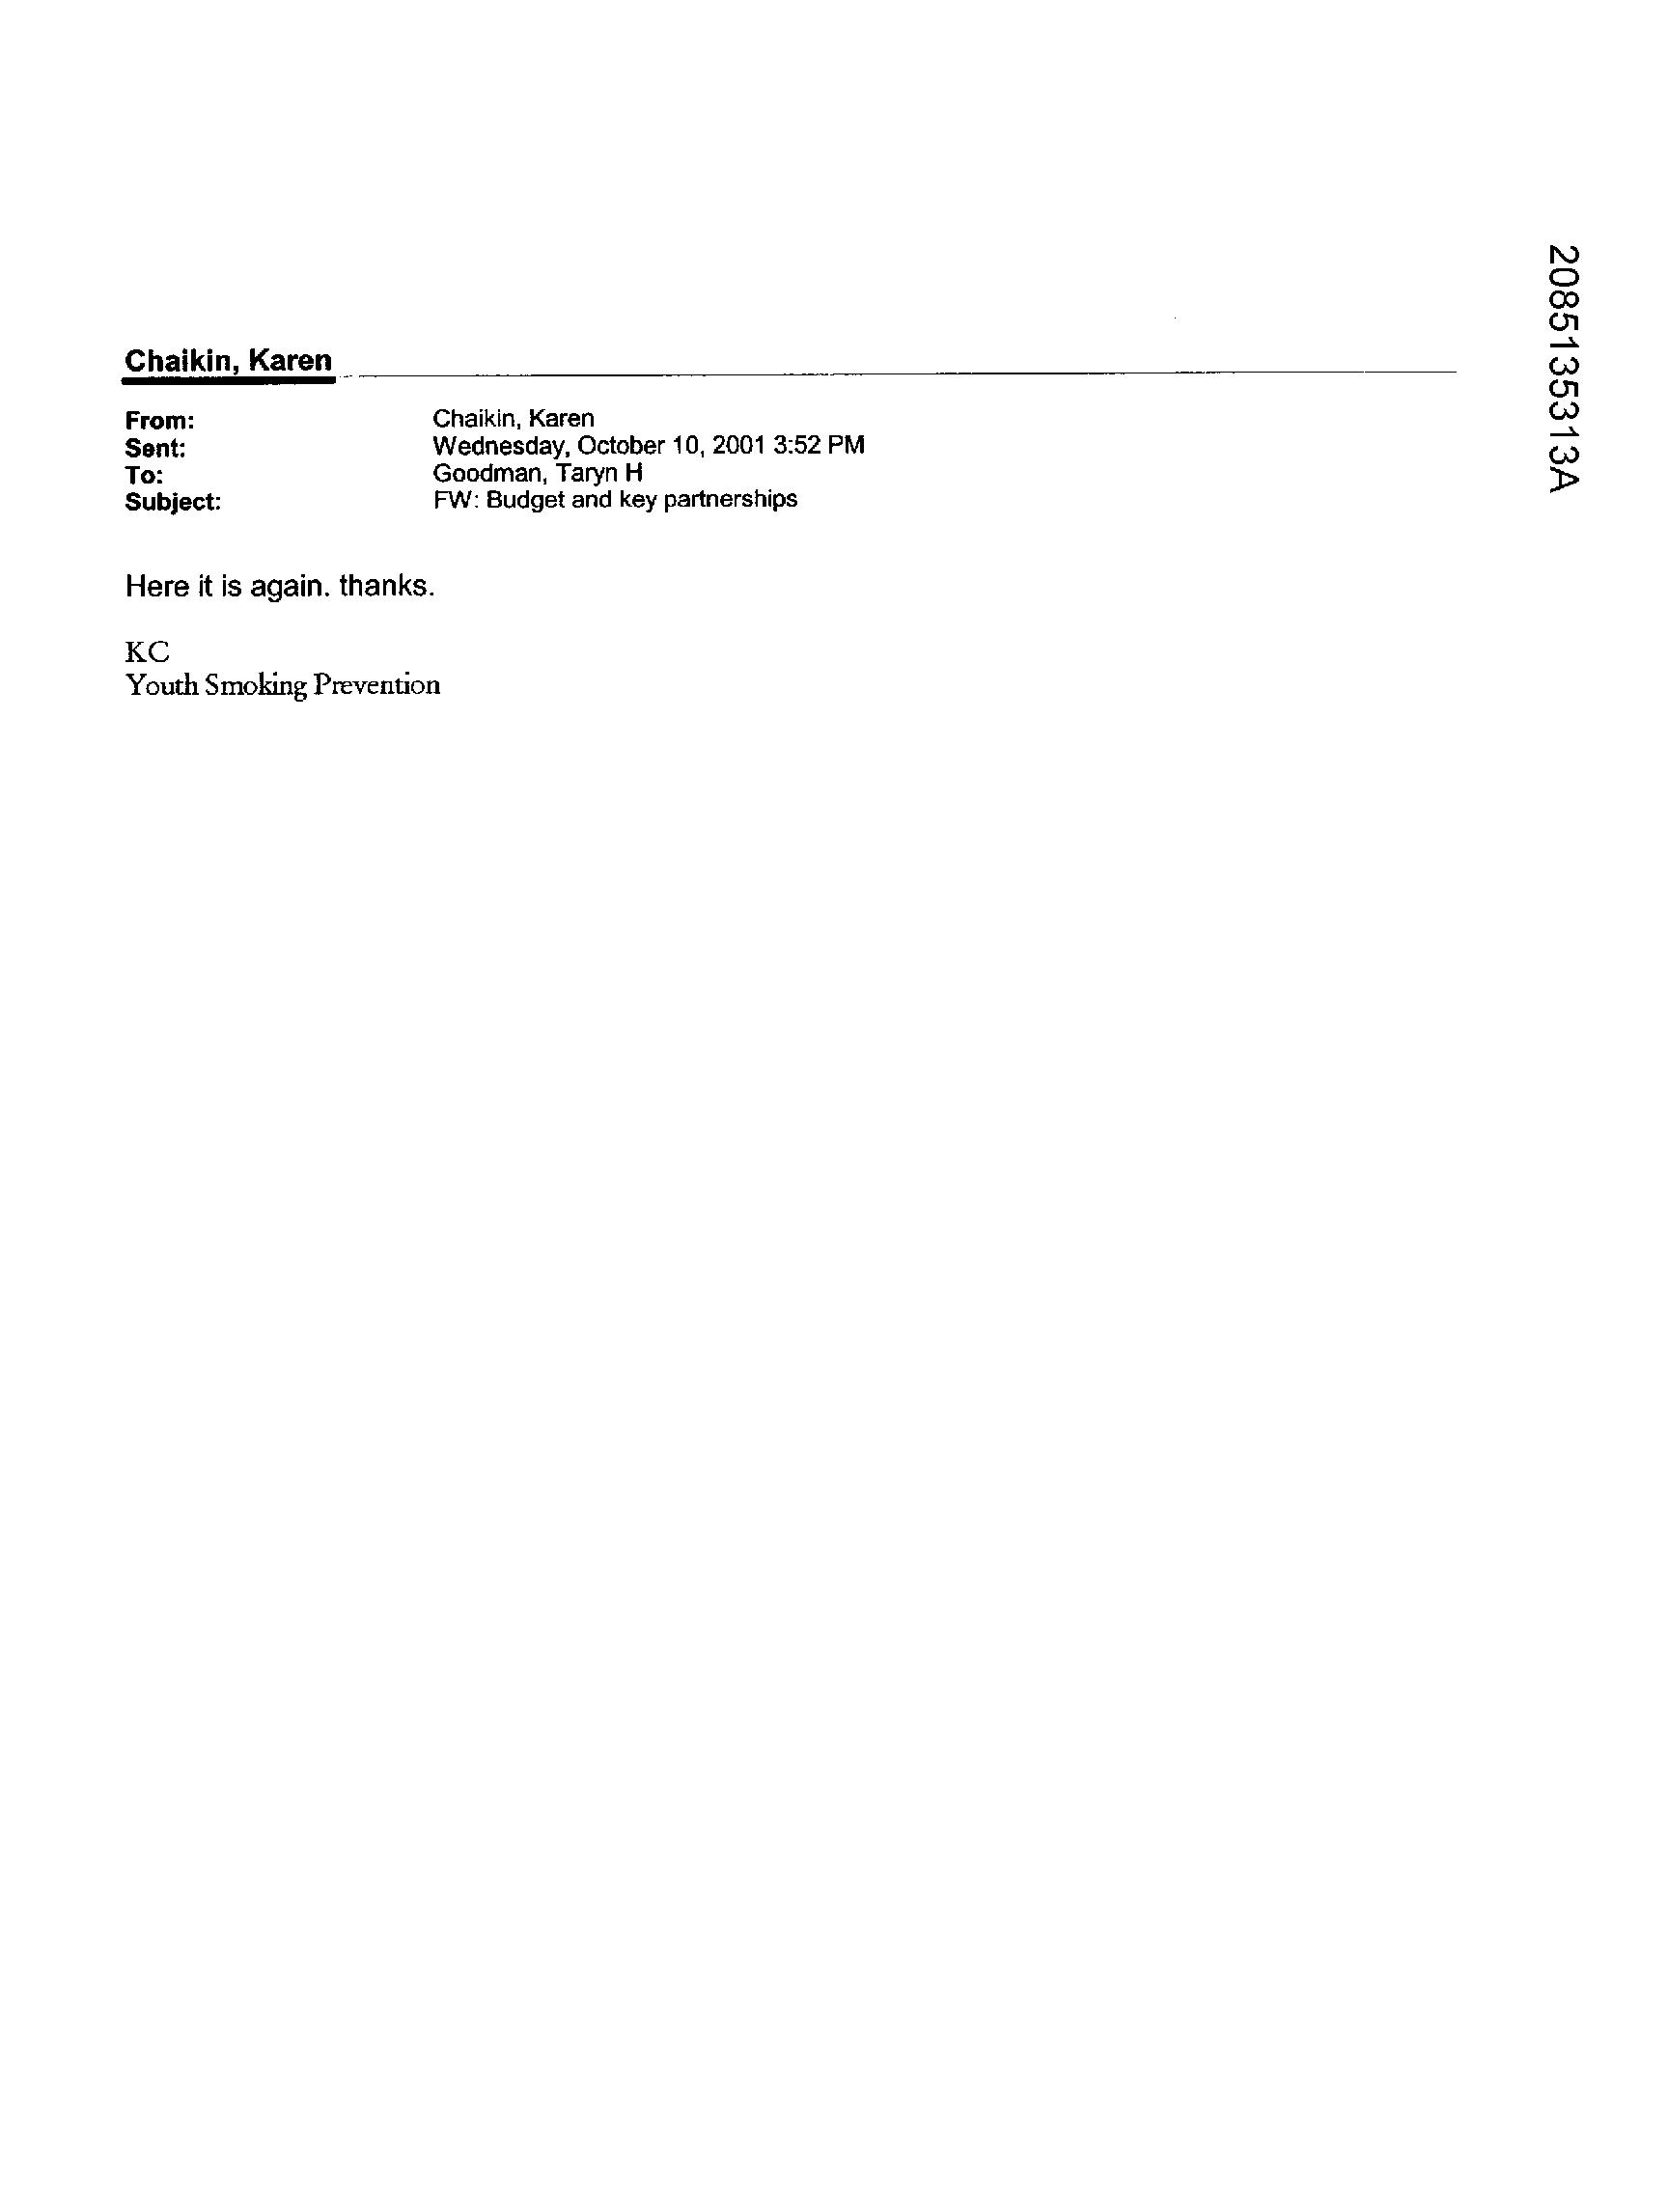 Chaikin, Karen
From: Chaikin, Karen
Sent: Wednesday, October 10, 2001 3:52 PM
To: Goodman, Taryn H
Subject: FW: Budget and key partnerships
Here it is again. thanks.
KC
Youth Smoking Prevention
2085135313A